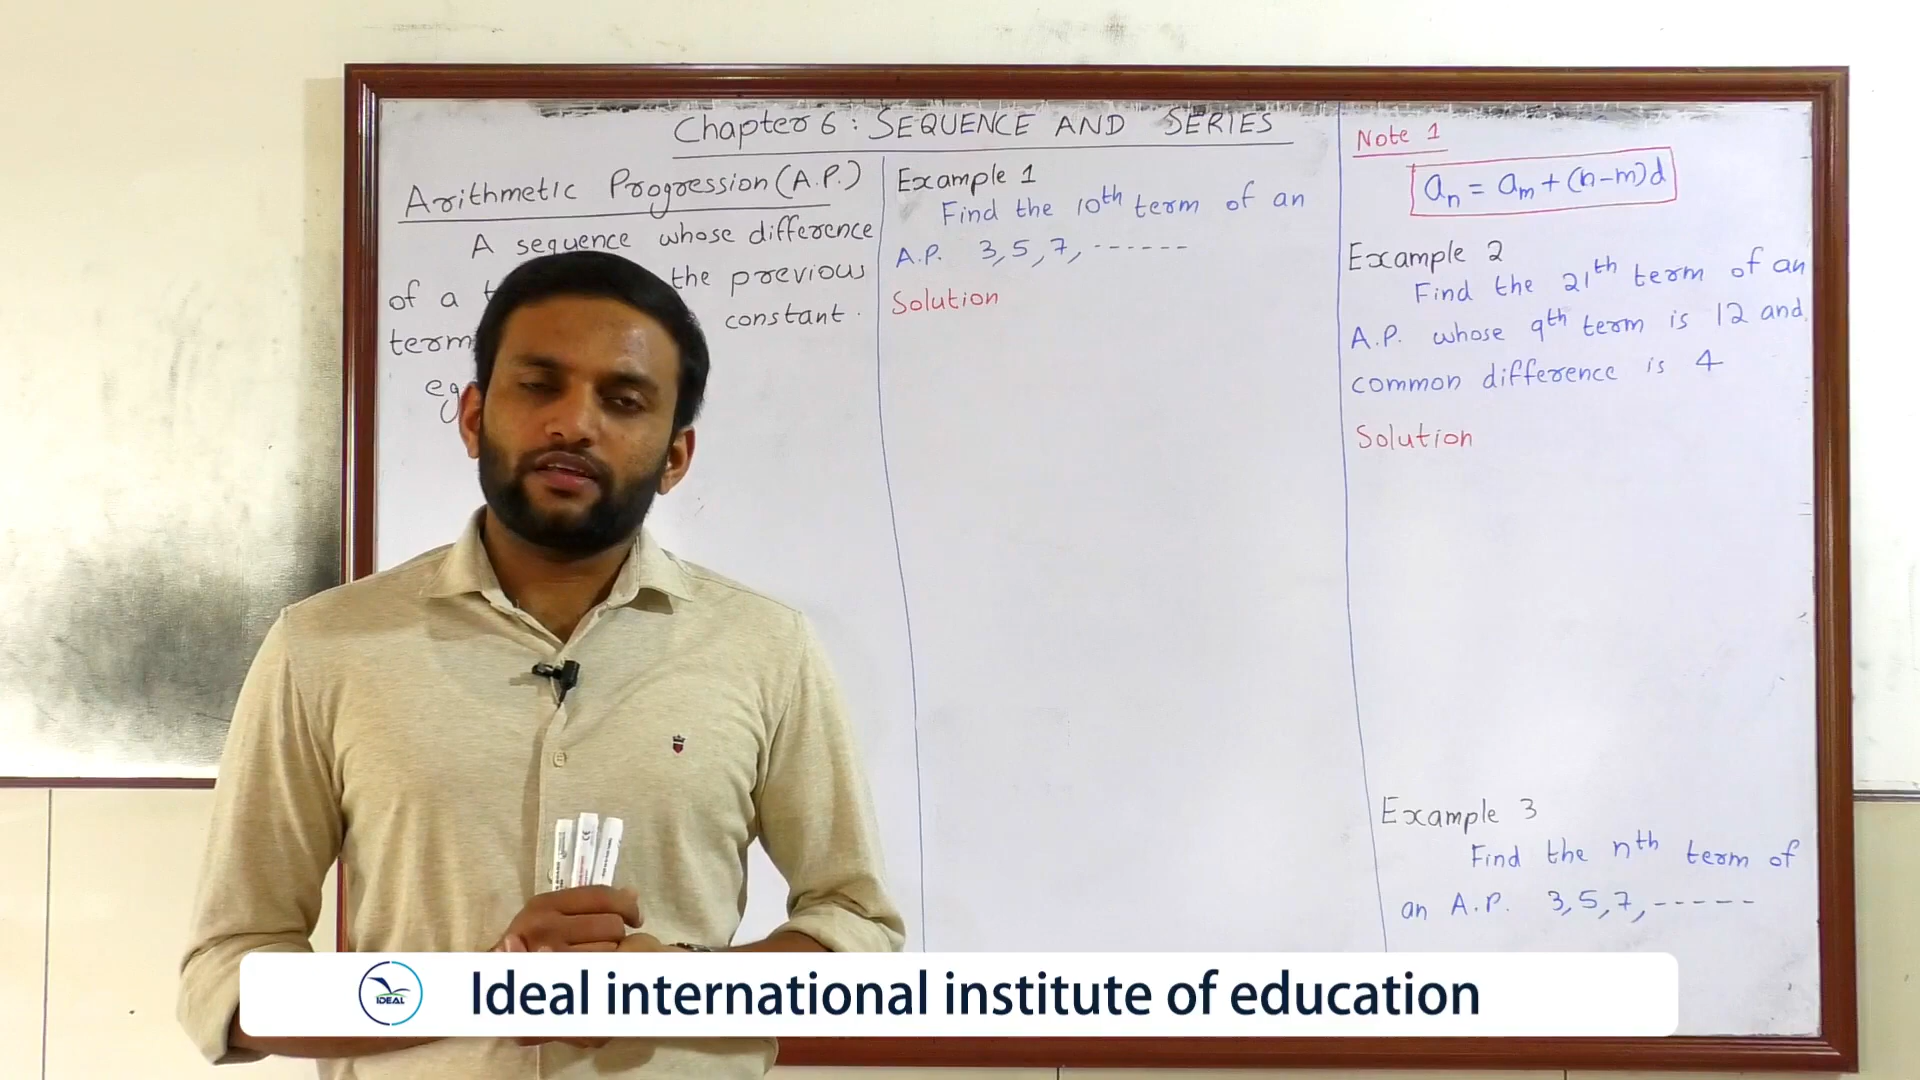 Chapter 6 : SEQUENCE AND SERIES
Arithmetic Progression (A.P.)
A sequence whose difference
of a the previous
term constant.
eg
Example 1
Find the 10th term of an
A.P. 3, 5, 7, ------
Solution
Note 1
an = am + (n-m)d
Example 2
Find the 21th term of an
A.P. whose 9th term is 12 and
common difference is 4
Solution
Example 3
Find the nth term of
an A.P. 3, 5, 7, -----
IDEAL
Ideal international institute of education